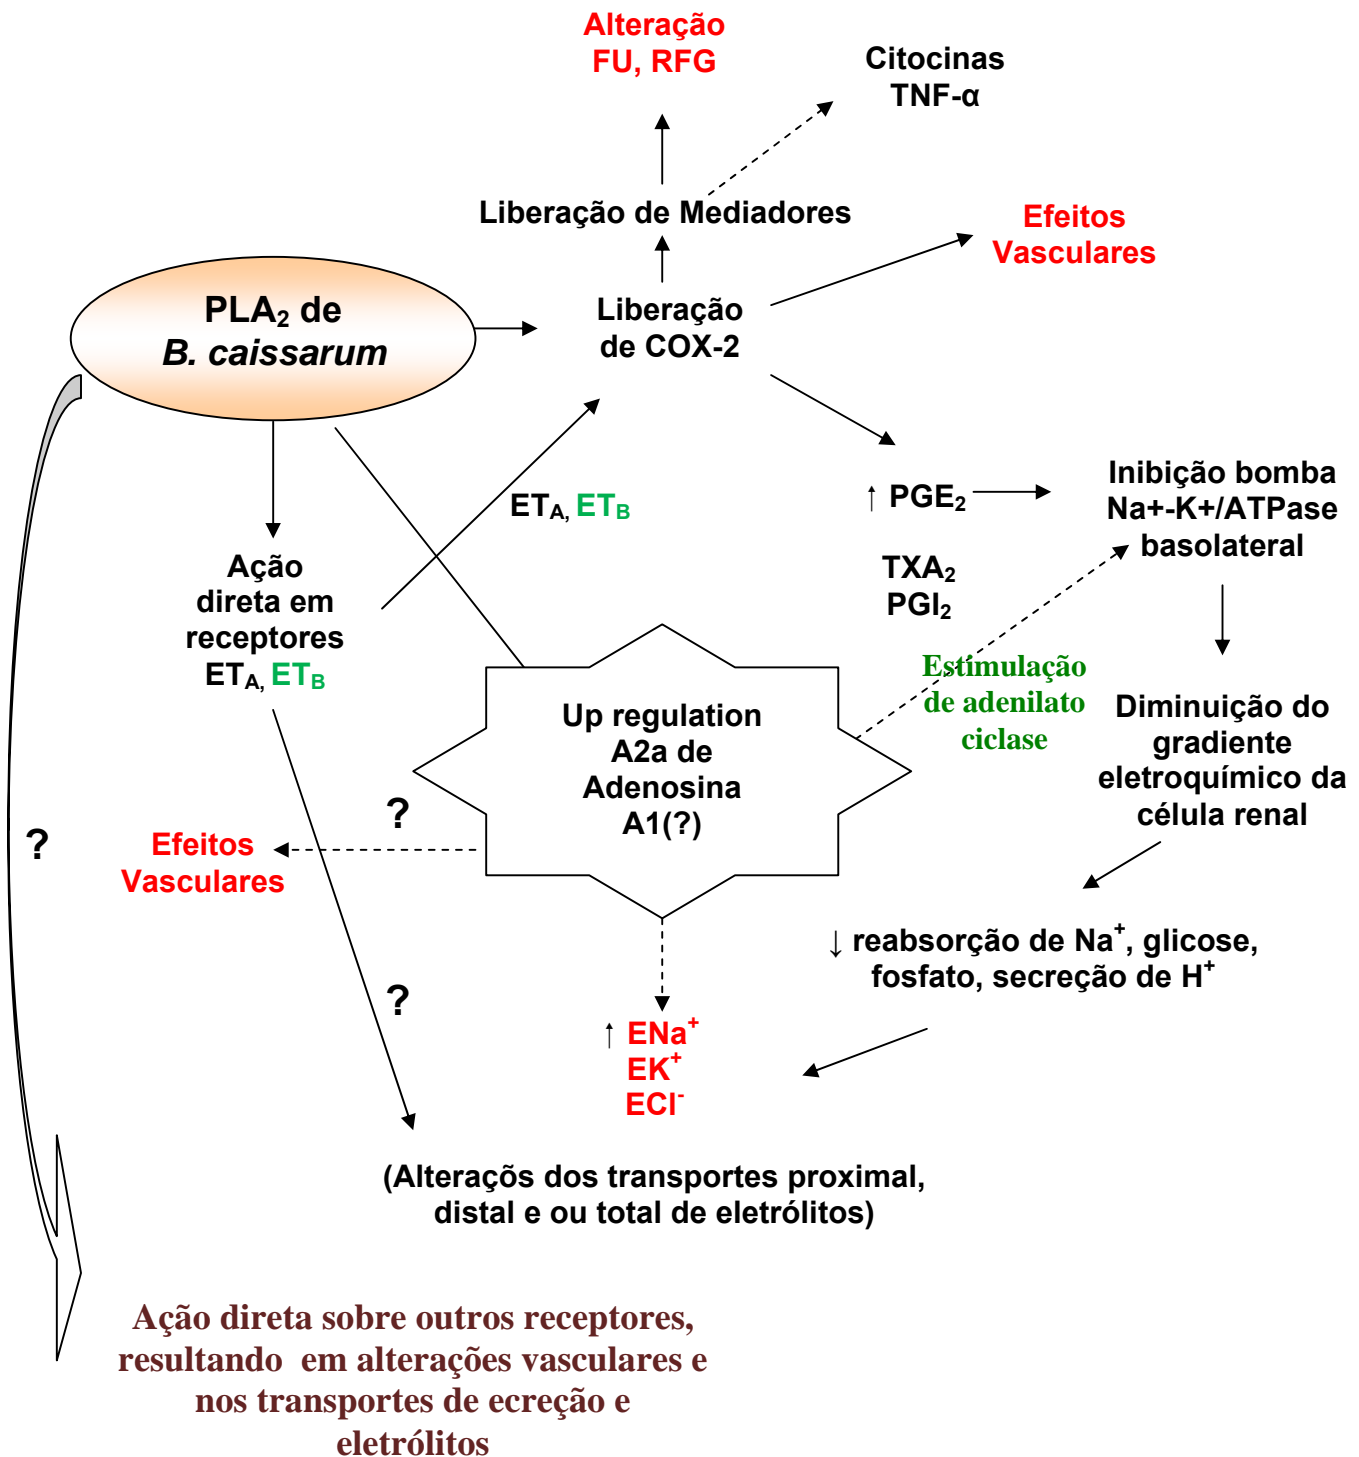 Alteração
FU, RFG
Citocinas
TNF-α
Liberação de Mediadores
Efeitos
Vasculares
PLA₂ de
B. caissarum
Liberação
de COX-2
↑ PGE₂
Inibição bomba
Na+-K+/ATPase
basolateral
ET_A, ET_B
TXA₂
PGI₂
Ação
direta em
receptores
ET_A, ET_B
Estimulação
de adenilato
ciclase
Up regulation
A2a de
Adenosina
A1(?)
Diminuição do
gradiente
eletroquímico da
célula renal
?
?
Efeitos
Vasculares
↓ reabsorção de Na⁺, glicose,
fosfato, secreção de H⁺
?
↑ ENa⁺
EK⁺
ECl⁻
(Alteraçõs dos transportes proximal,
distal e ou total de eletrólitos)
Ação direta sobre outros receptores,
resultando em alterações vasculares e
nos transportes de ecreção e
eletrólitos